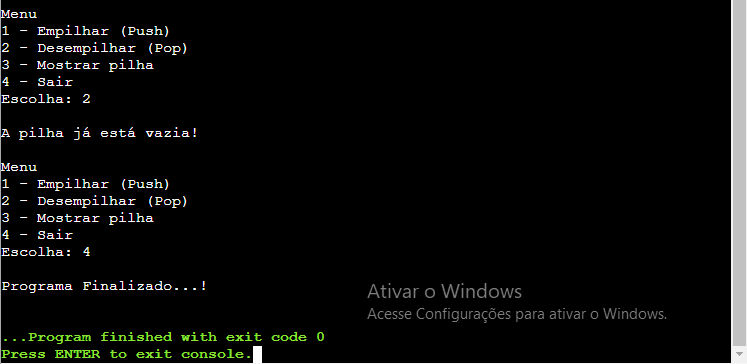 Menu
1 - Empilhar (Push)
2 - Desempilhar (Pop)
3 - Mostrar pilha
4 - Sair
Escolha: 2
A pilha já está vazia!
Menu
1 - Empilhar (Push)
2 - Desempilhar (Pop)
3 - Mostrar pilha
4 - Sair
Escolha: 4
Programa Finalizado...!
Ativar o Windows
Acesse Configurações para ativar o Windows.
...Program finished with exit code 0
Press ENTER to exit console.